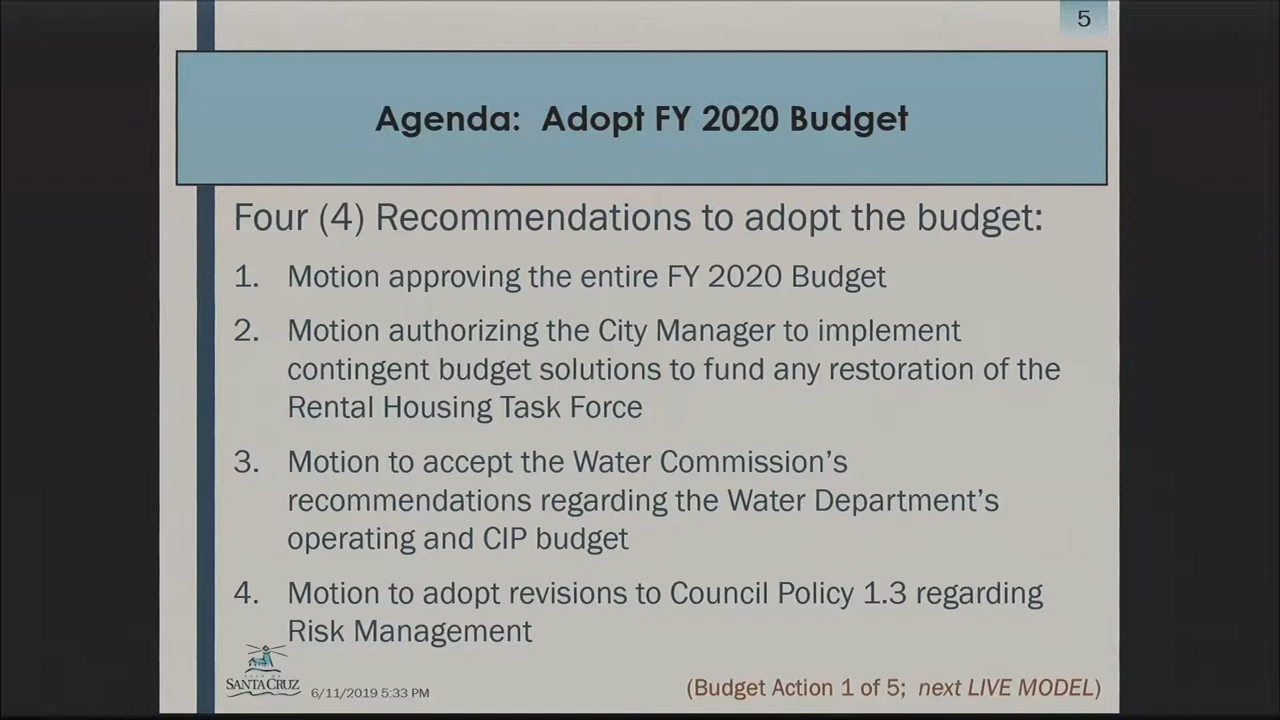 5
Agenda: Adopt FY 2020 Budget
Four (4) Recommendations to adopt the budget:
1. Motion approving the entire FY 2020 Budget
2. Motion authorizing the City Manager to implement
contingent budget solutions to fund any restoration of the
Rental Housing Task Force
3. Motion to accept the Water Commission's
recommendations regarding the Water Department's
operating and CIP budget
4. Motion to adopt revisions to Council Policy 1.3 regarding
Risk Management
SANTA CRUZ
6/11/2019 5:33 PM
(Budget Action 1 of 5; next LIVE MODEL)